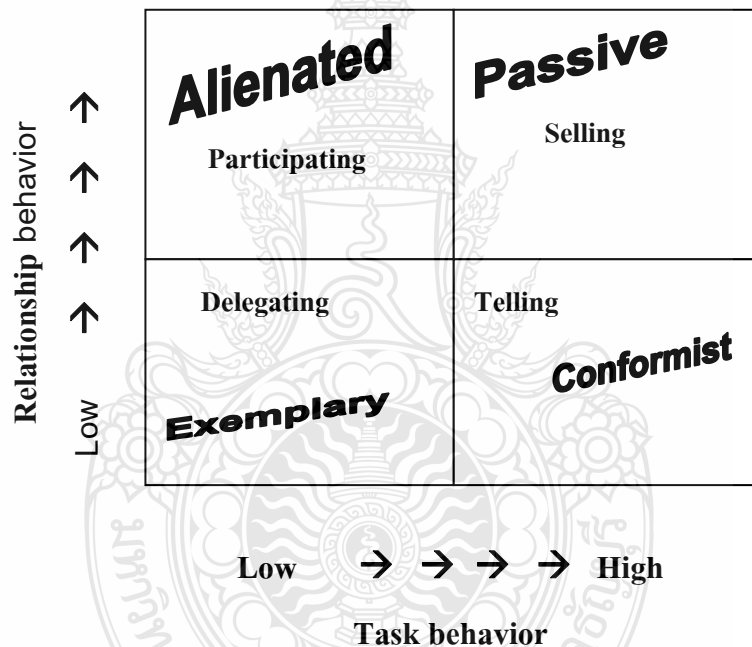 Alienated
Participating
Passive
Selling
Delegating
Exemplary
Telling
Conformist
Relationship behavior
Low
Low → → → → High
Task behavior